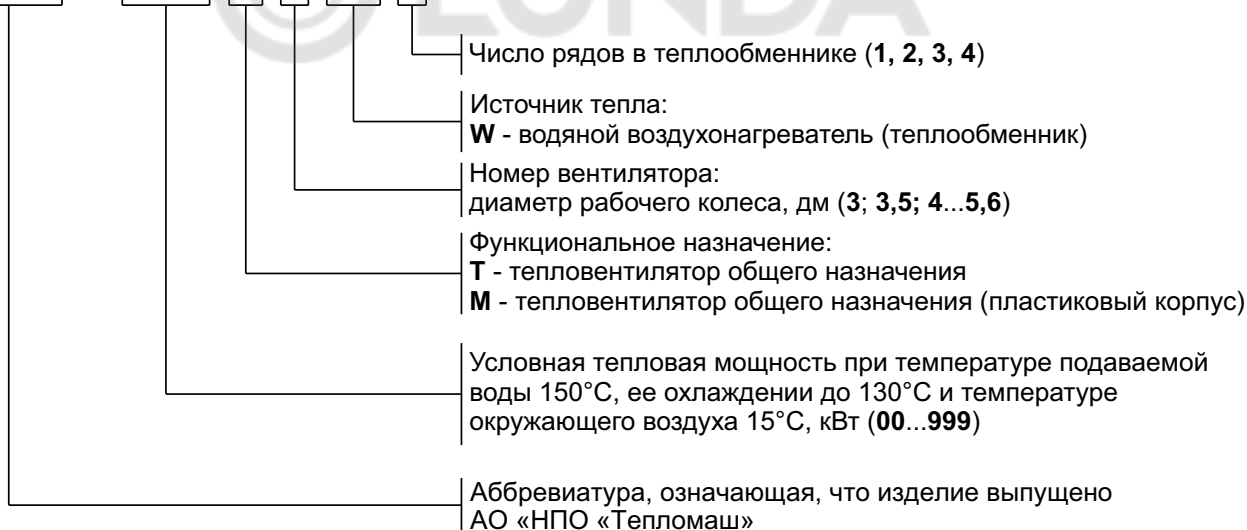 LUNDA
Число рядов в теплообменнике (1, 2, 3, 4)
Источник тепла:
W - водяной воздухонагреватель (теплообменник)
Номер вентилятора:
диаметр рабочего колеса, дм (3; 3,5; 4...5,6)
Функциональное назначение:
Т - тепловентилятор общего назначения
М - тепловентилятор общего назначения (пластиковый корпус)
Условная тепловая мощность при температуре подаваемой
воды 150°С, ее охлаждении до 130°С и температуре
окружающего воздуха 15°С, кВт (00...999)
Аббревиатура, означающая, что изделие выпущено
АО «НПО «Тепломаш»